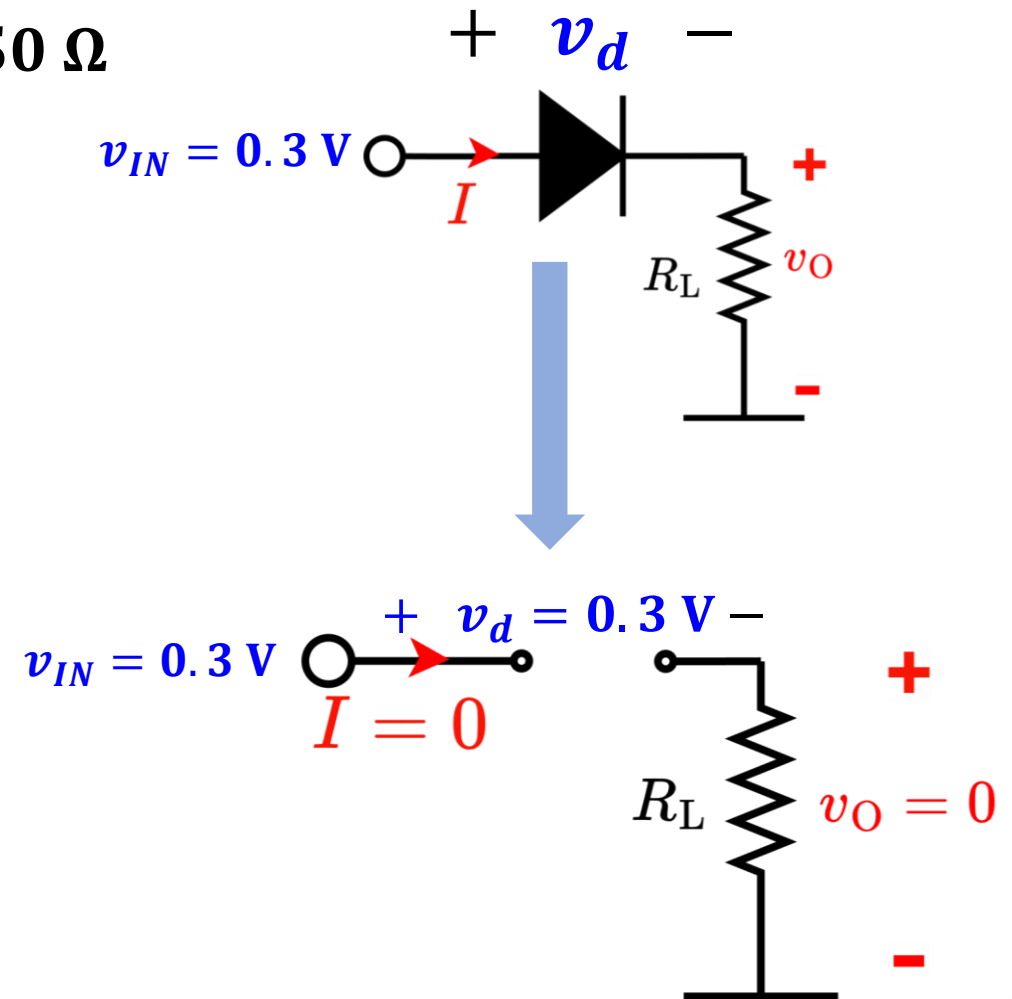 50 Ω
+ v_d −
v_IN = 0.3 V
I
+
R_L
v_O
-
+ v_d = 0.3 V −
v_IN = 0.3 V
I = 0
+
R_L
v_O = 0
-